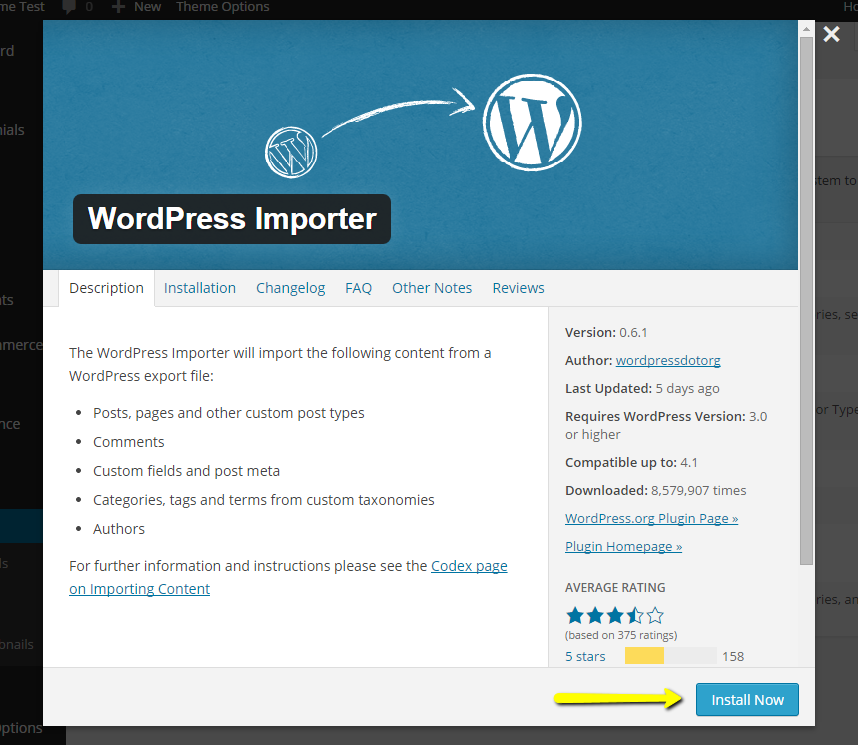 me Test 0 New Theme Options Ho
WordPress Importer
Description Installation Changelog FAQ Other Notes Reviews
The WordPress Importer will import the following content from a
WordPress export file:
Posts, pages and other custom post types
Comments
Custom fields and post meta
Categories, tags and terms from custom taxonomies
Authors
For further information and instructions please see the Codex page
on Importing Content
Version: 0.6.1
Author: wordpressdotorg
Last Updated: 5 days ago
Requires WordPress Version: 3.0
or higher
Compatible up to: 4.1
Downloaded: 8,579,907 times
WordPress.org Plugin Page »
Plugin Homepage »
AVERAGE RATING
(based on 375 ratings)
5 stars 158
Install Now
rd
nials
nts
mmerce
nce
ls
bnails
Options
stem to
ries, se
or Type
ries, an